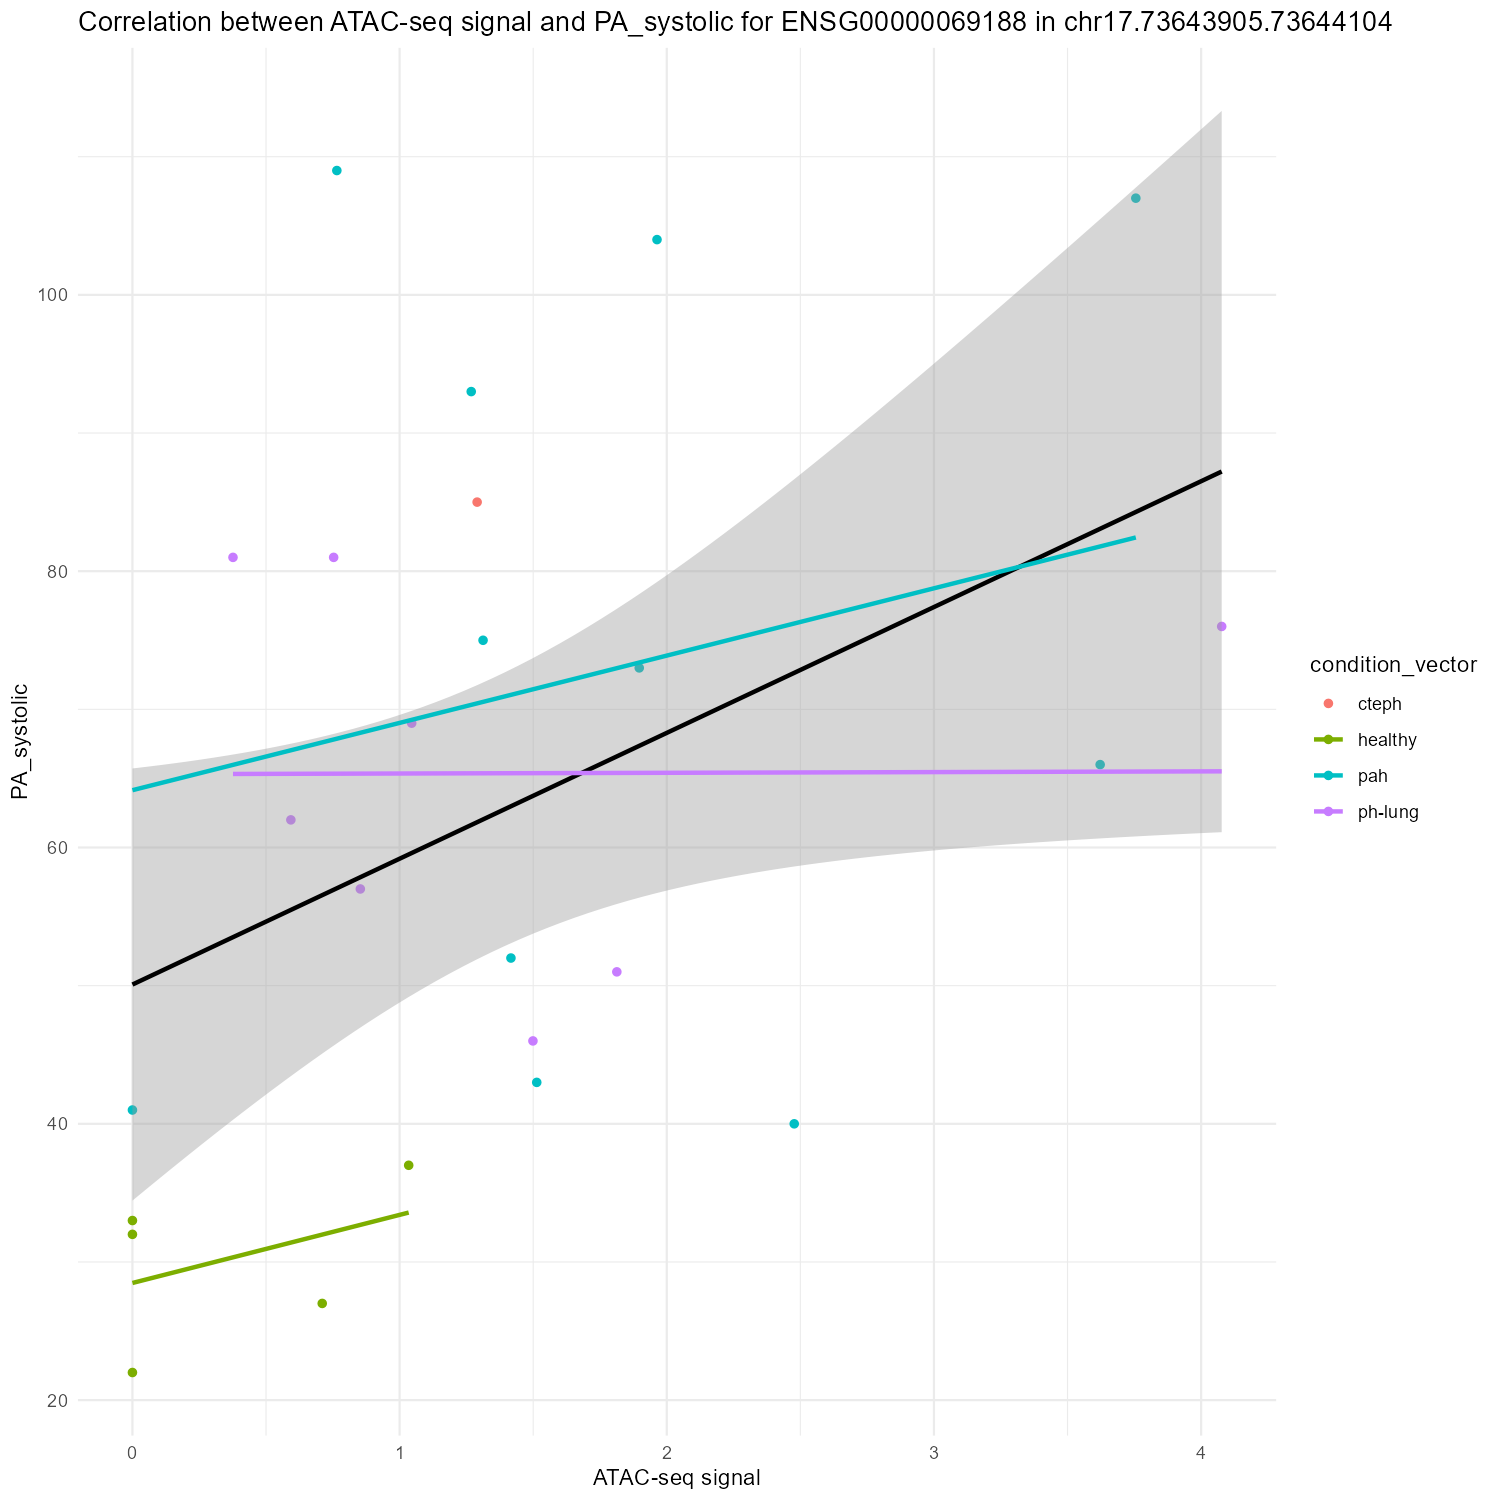 Correlation between ATAC-seq signal and PA_systolic for ENSG00000069188 in chr17.73643905.73644104
100
80
60
40
20
PA_systolic
0 1 2 3 4
ATAC-seq signal
condition_vector
cteph
healthy
pah
ph-lung